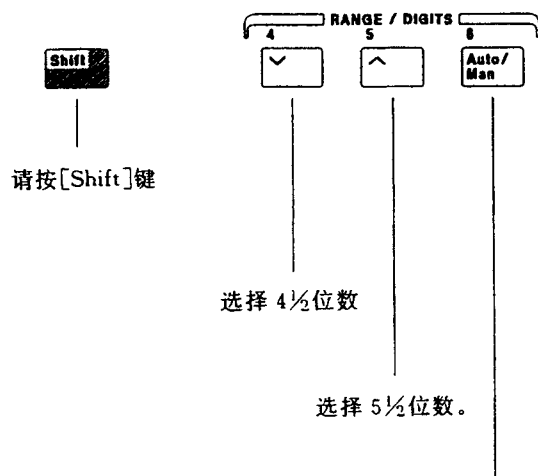 RANGE / DIGITS
4 5 6
Shift
Auto/
Man
请按[Shift]键
选择 4½位数
选择 5½位数。